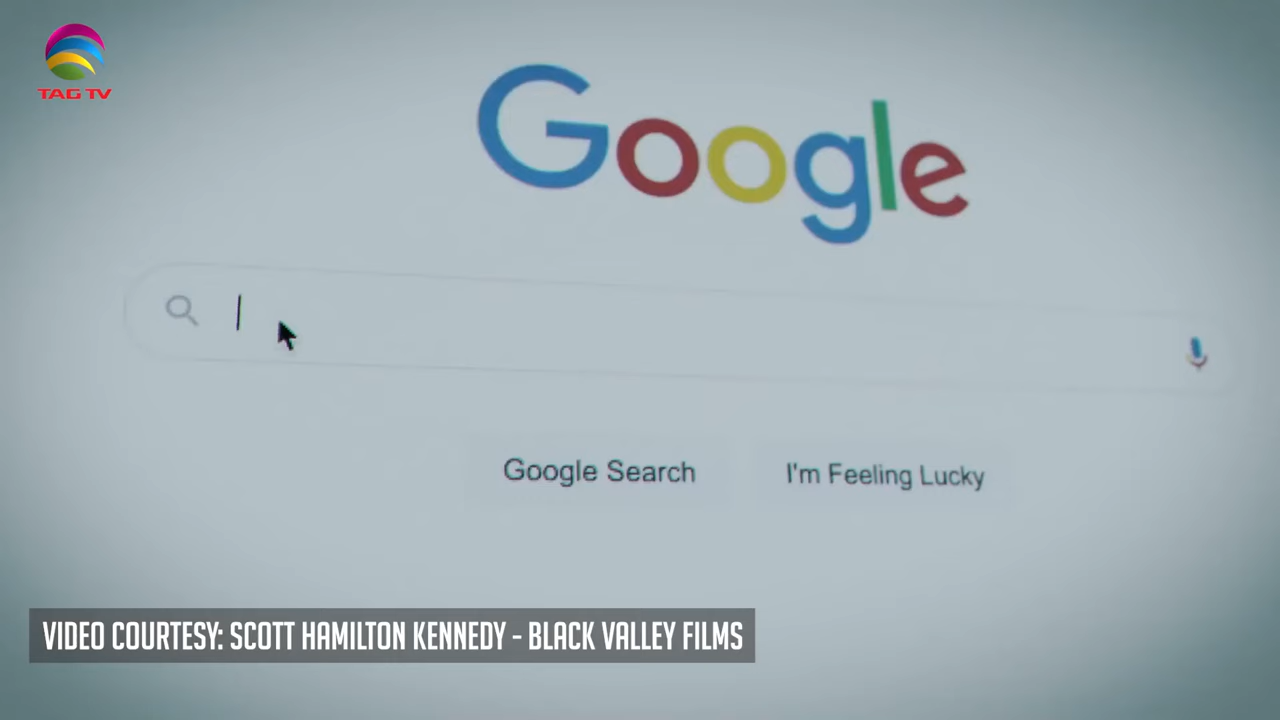 TAG TV
Google
Google Search
I'm Feeling Lucky
VIDEO COURTESY: SCOTT HAMILTON KENNEDY - BLACK VALLEY FILMS